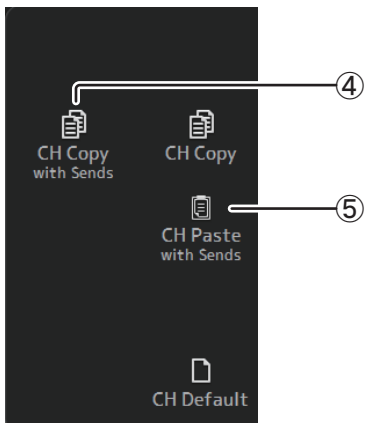 ④
CH Copy
with Sends
CH Copy
⑤
CH Paste
with Sends
CH Default